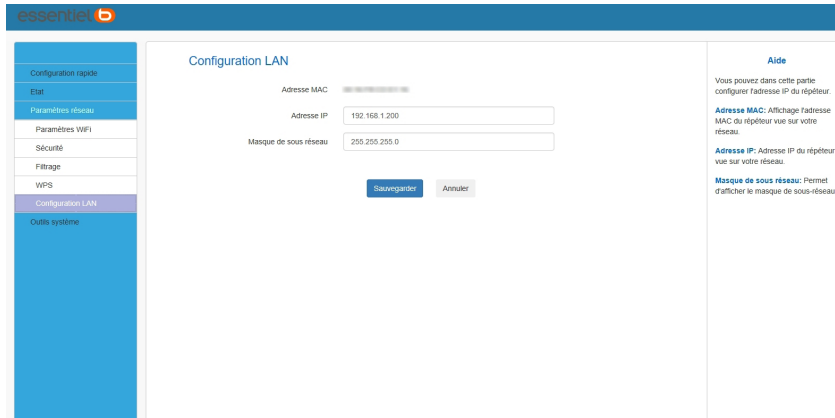 essentiel b
Configuration rapide
Etat
Paramètres réseau
Paramètres WiFi
Sécurité
Filtrage
WPS
Configuration LAN
Outils système
Configuration LAN
Adresse MAC
Adresse IP
192.168.1.200
Masque de sous réseau
255.255.255.0
Sauvegarder
Annuler
Aide
Vous pouvez dans cette partie
configurer l'adresse IP du répéteur.
Adresse MAC: Affichage l'adresse
MAC du répéteur vue sur votre
réseau.
Adresse IP: Adresse IP du répéteur
vue sur votre réseau.
Masque de sous réseau: Permet
d'afficher le masque de sous-réseau